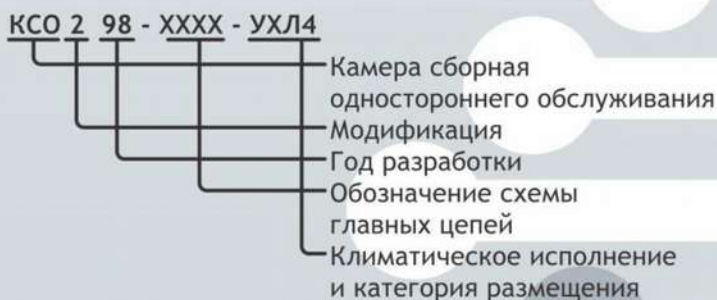 КСО 2 98 - ХХХХ - УХЛ4
Камера сборная
одностороннего обслуживания
Модификация
Год разработки
Обозначение схемы
главных цепей
Климатическое исполнение
и категория размещения